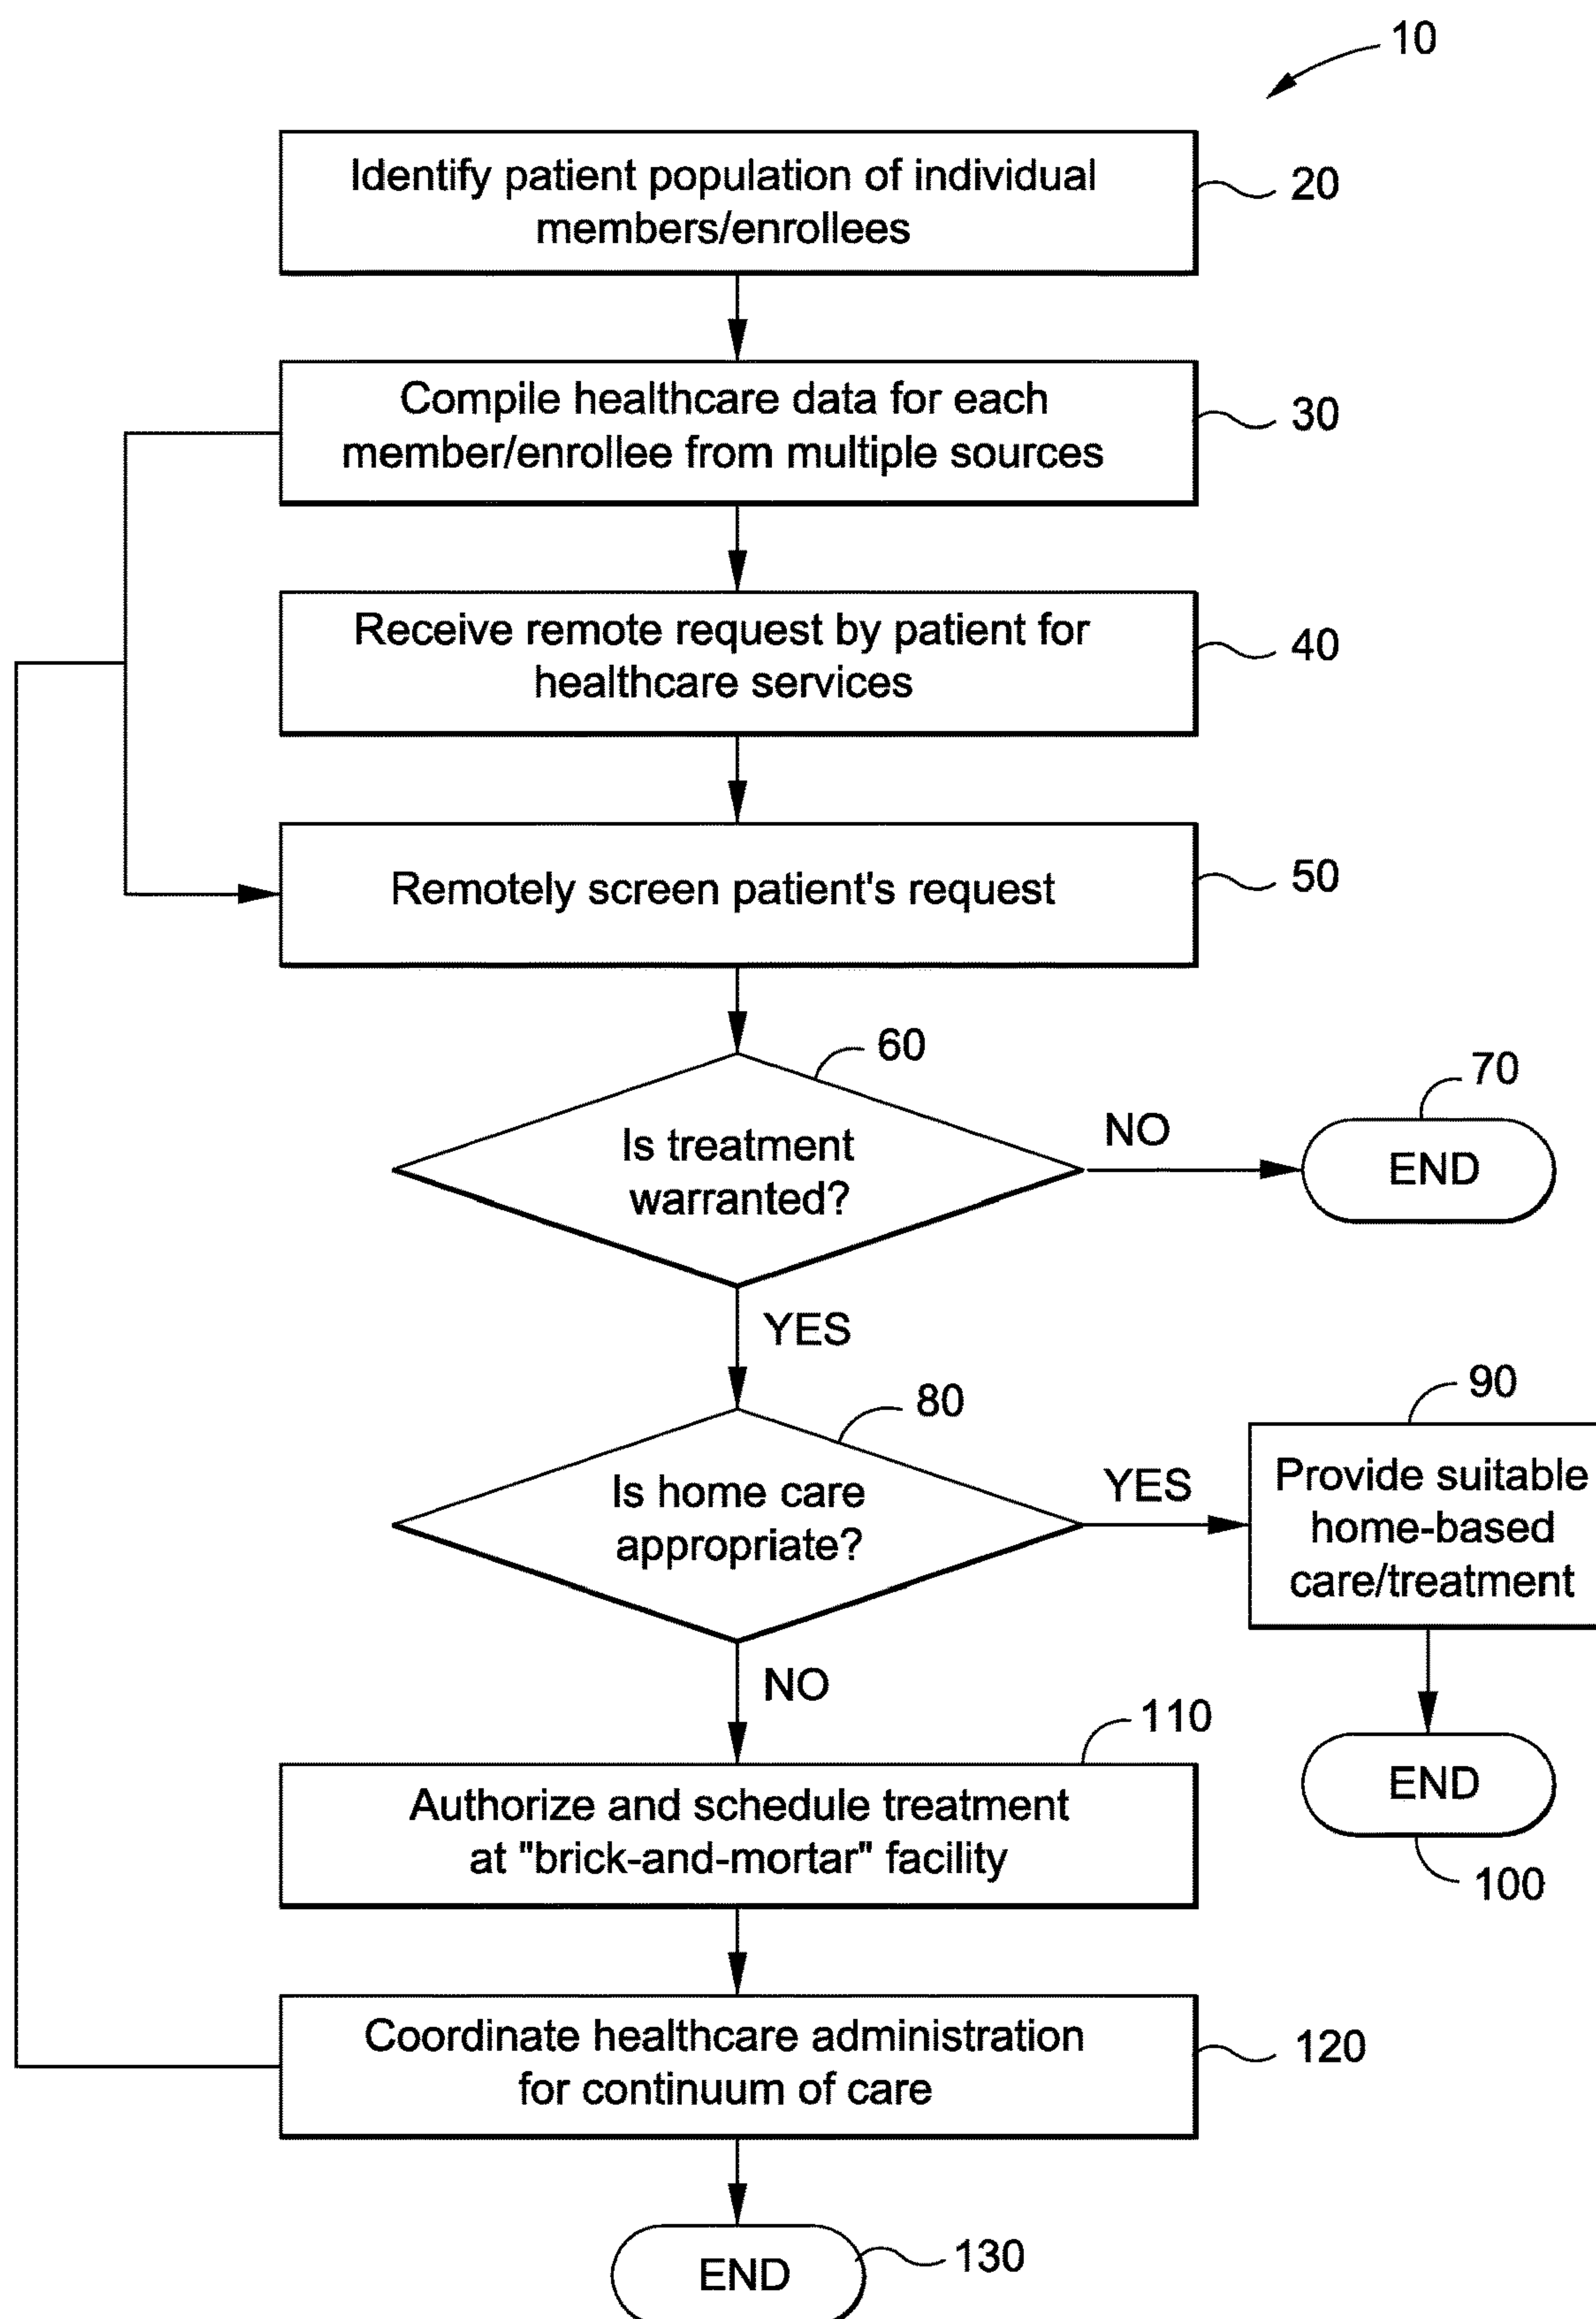 10
Identify patient population of individual
members/enrollees
20
Compile healthcare data for each
member/enrollee from multiple sources
30
Receive remote request by patient for
healthcare services
40
Remotely screen patient's request
50
60
Is treatment
warranted?
NO
70
END
YES
80
Is home care
appropriate?
YES
90
Provide suitable
home-based
care/treatment
NO
END
100
110
Authorize and schedule treatment
at "brick-and-mortar" facility
Coordinate healthcare administration
for continuum of care
120
END
130